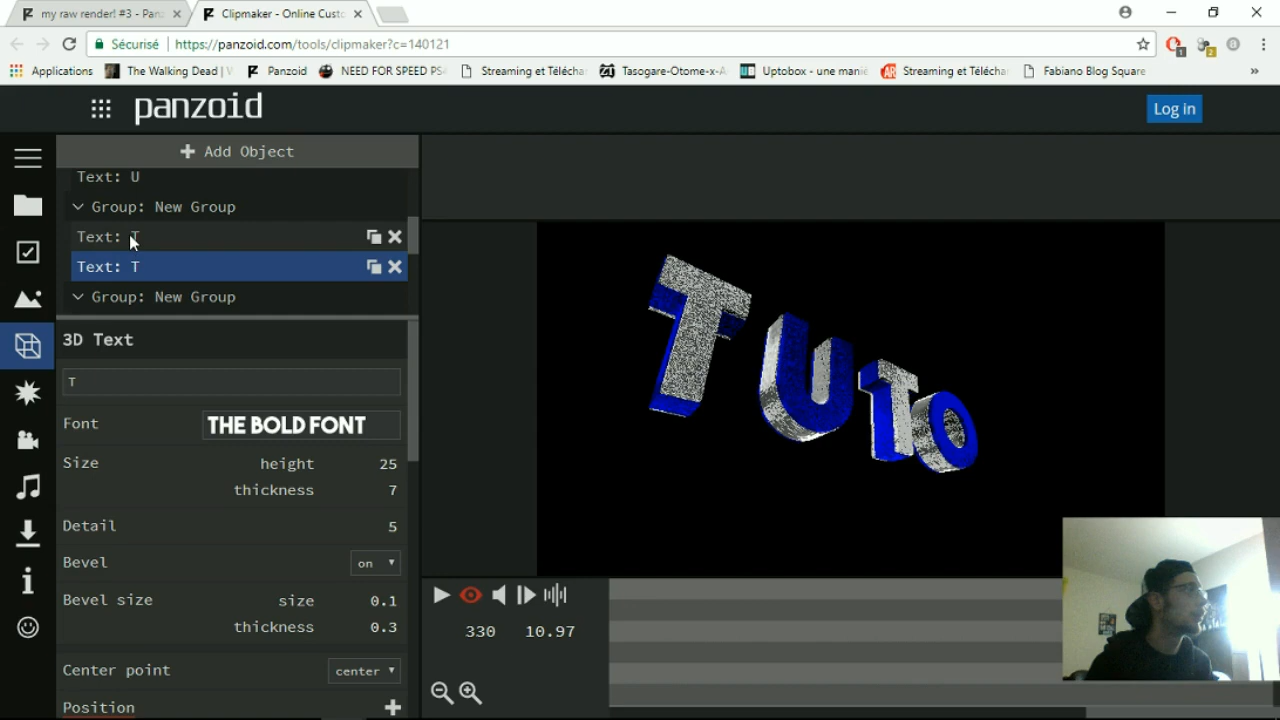 my raw render! #3 - Pan
Clipmaker - Online Custo
Sécurisé
https://panzoid.com/tools/clipmaker?c=140121
1
2
Applications
The Walking Dead | V
Panzoid
NEED FOR SPEED PS
Streaming et Télécha
Tasogare-Otome-x-A
Uptobox - une maniè
Streaming et Télécha
Fabiano Blog Square
»
panzoid
Log in
+ Add Object
Text: U
Group: New Group
Text: T
Text: T
Group: New Group
3D Text
T
Font
THE BOLD FONT
Size
height
25
thickness
7
Detail
5
Bevel
on
Bevel size
size
0.1
thickness
0.3
Center point
center
Position
TUTO
330
10.97